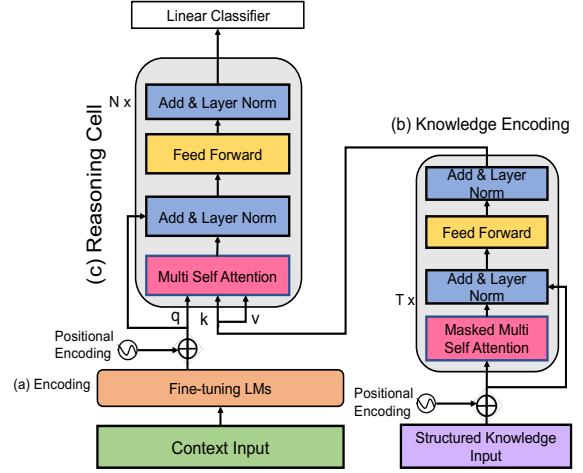 Linear Classifier
N x
Add & Layer Norm
Feed Forward
Add & Layer Norm
Multi Self Attention
(c) Reasoning Cell
q
k
v
Positional
Encoding
(a) Encoding
Fine-tuning LMs
Context Input
(b) Knowledge Encoding
Add & Layer
Norm
Feed Forward
Add & Layer
Norm
T x
Masked Multi
Self Attention
Positional
Encoding
Structured Knowledge
Input